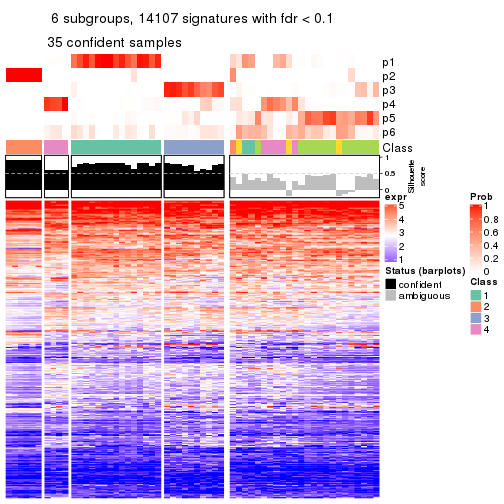 6 subgroups, 14107 signatures with fdr < 0.1
35 confident samples
p1
p2
p3
p4
p5
p6
Class
1
0.5
0
Silhouette
score
expr
5
4
3
2
1
Status (barplots)
confident
ambiguous
Prob
1
0.8
0.6
0.4
0.2
0
Class
1
2
3
4